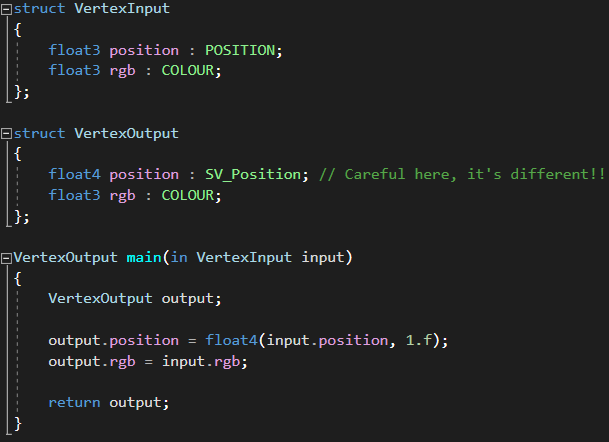 struct VertexInput
{
float3 position : POSITION;
float3 rgb : COLOUR;
};
struct VertexOutput
{
float4 position : SV_Position; // Careful here, it's different!!
float3 rgb : COLOUR;
};
VertexOutput main(in VertexInput input)
{
VertexOutput output;
output.position = float4(input.position, 1.f);
output.rgb = input.rgb;
return output;
}